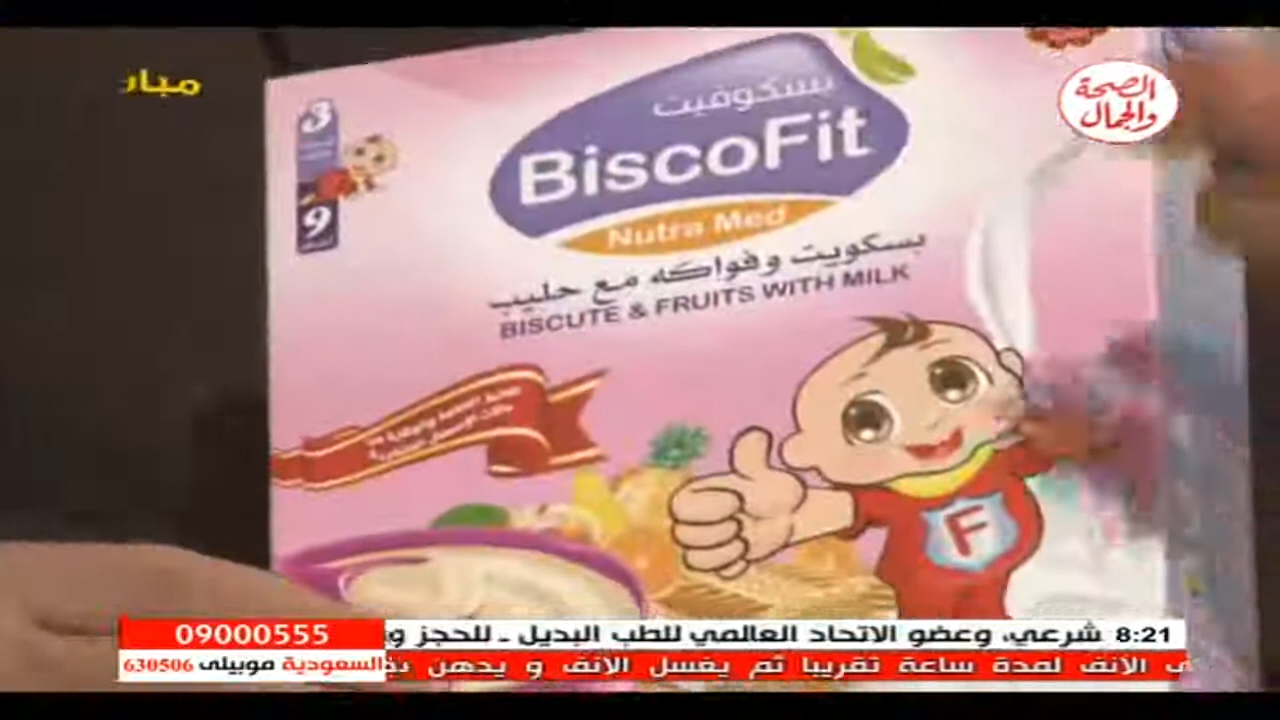 مبا
الصحة
والجمال
3
9
بسكوفيت
BiscoFit
Nutra Med
بسكويت وفواكه مع حليب
BISCUTE & FRUITS WITH MILK
F
8:21 شرعي، وعضو الاتحاد العالمي للطب البديل - للحجز و
09000555
ي الأنف لمدة ساعة تقريبا ثم يغسل الأنف و يدهن
السعودية موبيلى 630506